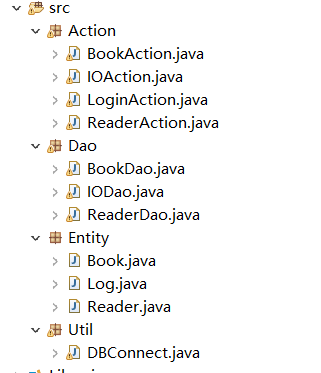 src
Action
BookAction.java
IOAction.java
LoginAction.java
ReaderAction.java
Dao
BookDao.java
IODao.java
ReaderDao.java
Entity
Book.java
Log.java
Reader.java
Util
DBConnect.java